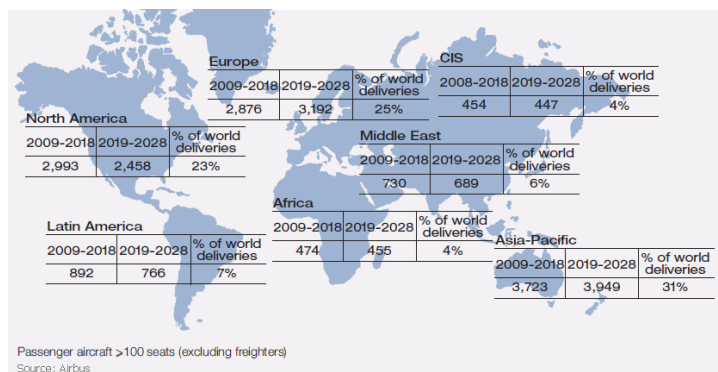 Europe
2009-2018 2019-2028 % of world deliveries
2,876 3,192 25%
CIS
2008-2018 2019-2028 % of world deliveries
454 447 4%
North America
2009-2018 2019-2028 % of world deliveries
2,993 2,458 23%
Middle East
2009-2018 2019-2028 % of world deliveries
730 689 6%
Africa
2009-2018 2019-2028 % of world deliveries
474 455 4%
Latin America
2009-2018 2019-2028 % of world deliveries
892 766 7%
Asia-Pacific
2009-2018 2019-2028 % of world deliveries
3,723 3,949 31%
Passenger aircraft ⩾100 seats (excluding freighters)
Source: Airbus